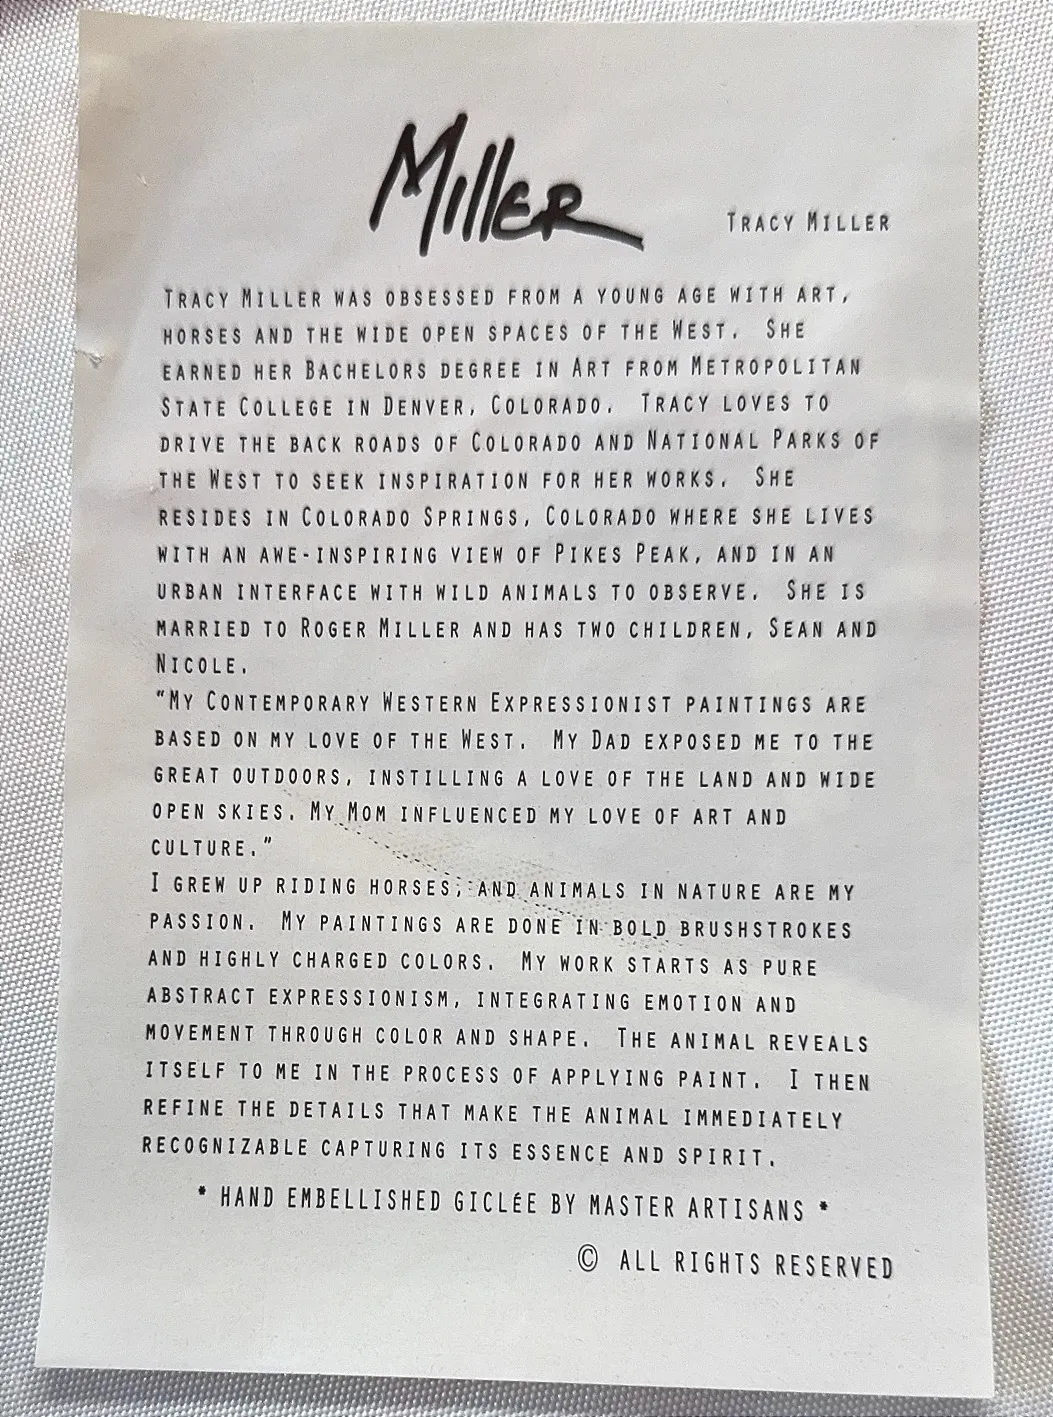 Miller
Tracy Miller
Tracy Miller was obsessed from a young age with art,
horses and the wide open spaces of the West. She
earned her Bachelors degree in Art from Metropolitan
State College in Denver, Colorado. Tracy loves to
drive the back roads of Colorado and National Parks of
the West to seek inspiration for her works. She
resides in Colorado Springs, Colorado where she lives
with an awe-inspiring view of Pikes Peak, and in an
urban interface with wild animals to observe. She is
married to Roger Miller and has two children, Sean and
Nicole.
"My Contemporary Western Expressionist paintings are
based on my love of the West. My Dad exposed me to the
great outdoors, instilling a love of the land and wide
open skies. My Mom influenced my love of art and
culture."
I grew up riding horses, and animals in nature are my
passion. My paintings are done in bold brushstrokes
and highly charged colors. My work starts as pure
abstract expressionism, integrating emotion and
movement through color and shape. The animal reveals
itself to me in the process of applying paint. I then
refine the details that make the animal immediately
recognizable capturing its essence and spirit.
* HAND EMBELLISHED GICLÉE BY MASTER ARTISANS *
© ALL RIGHTS RESERVED